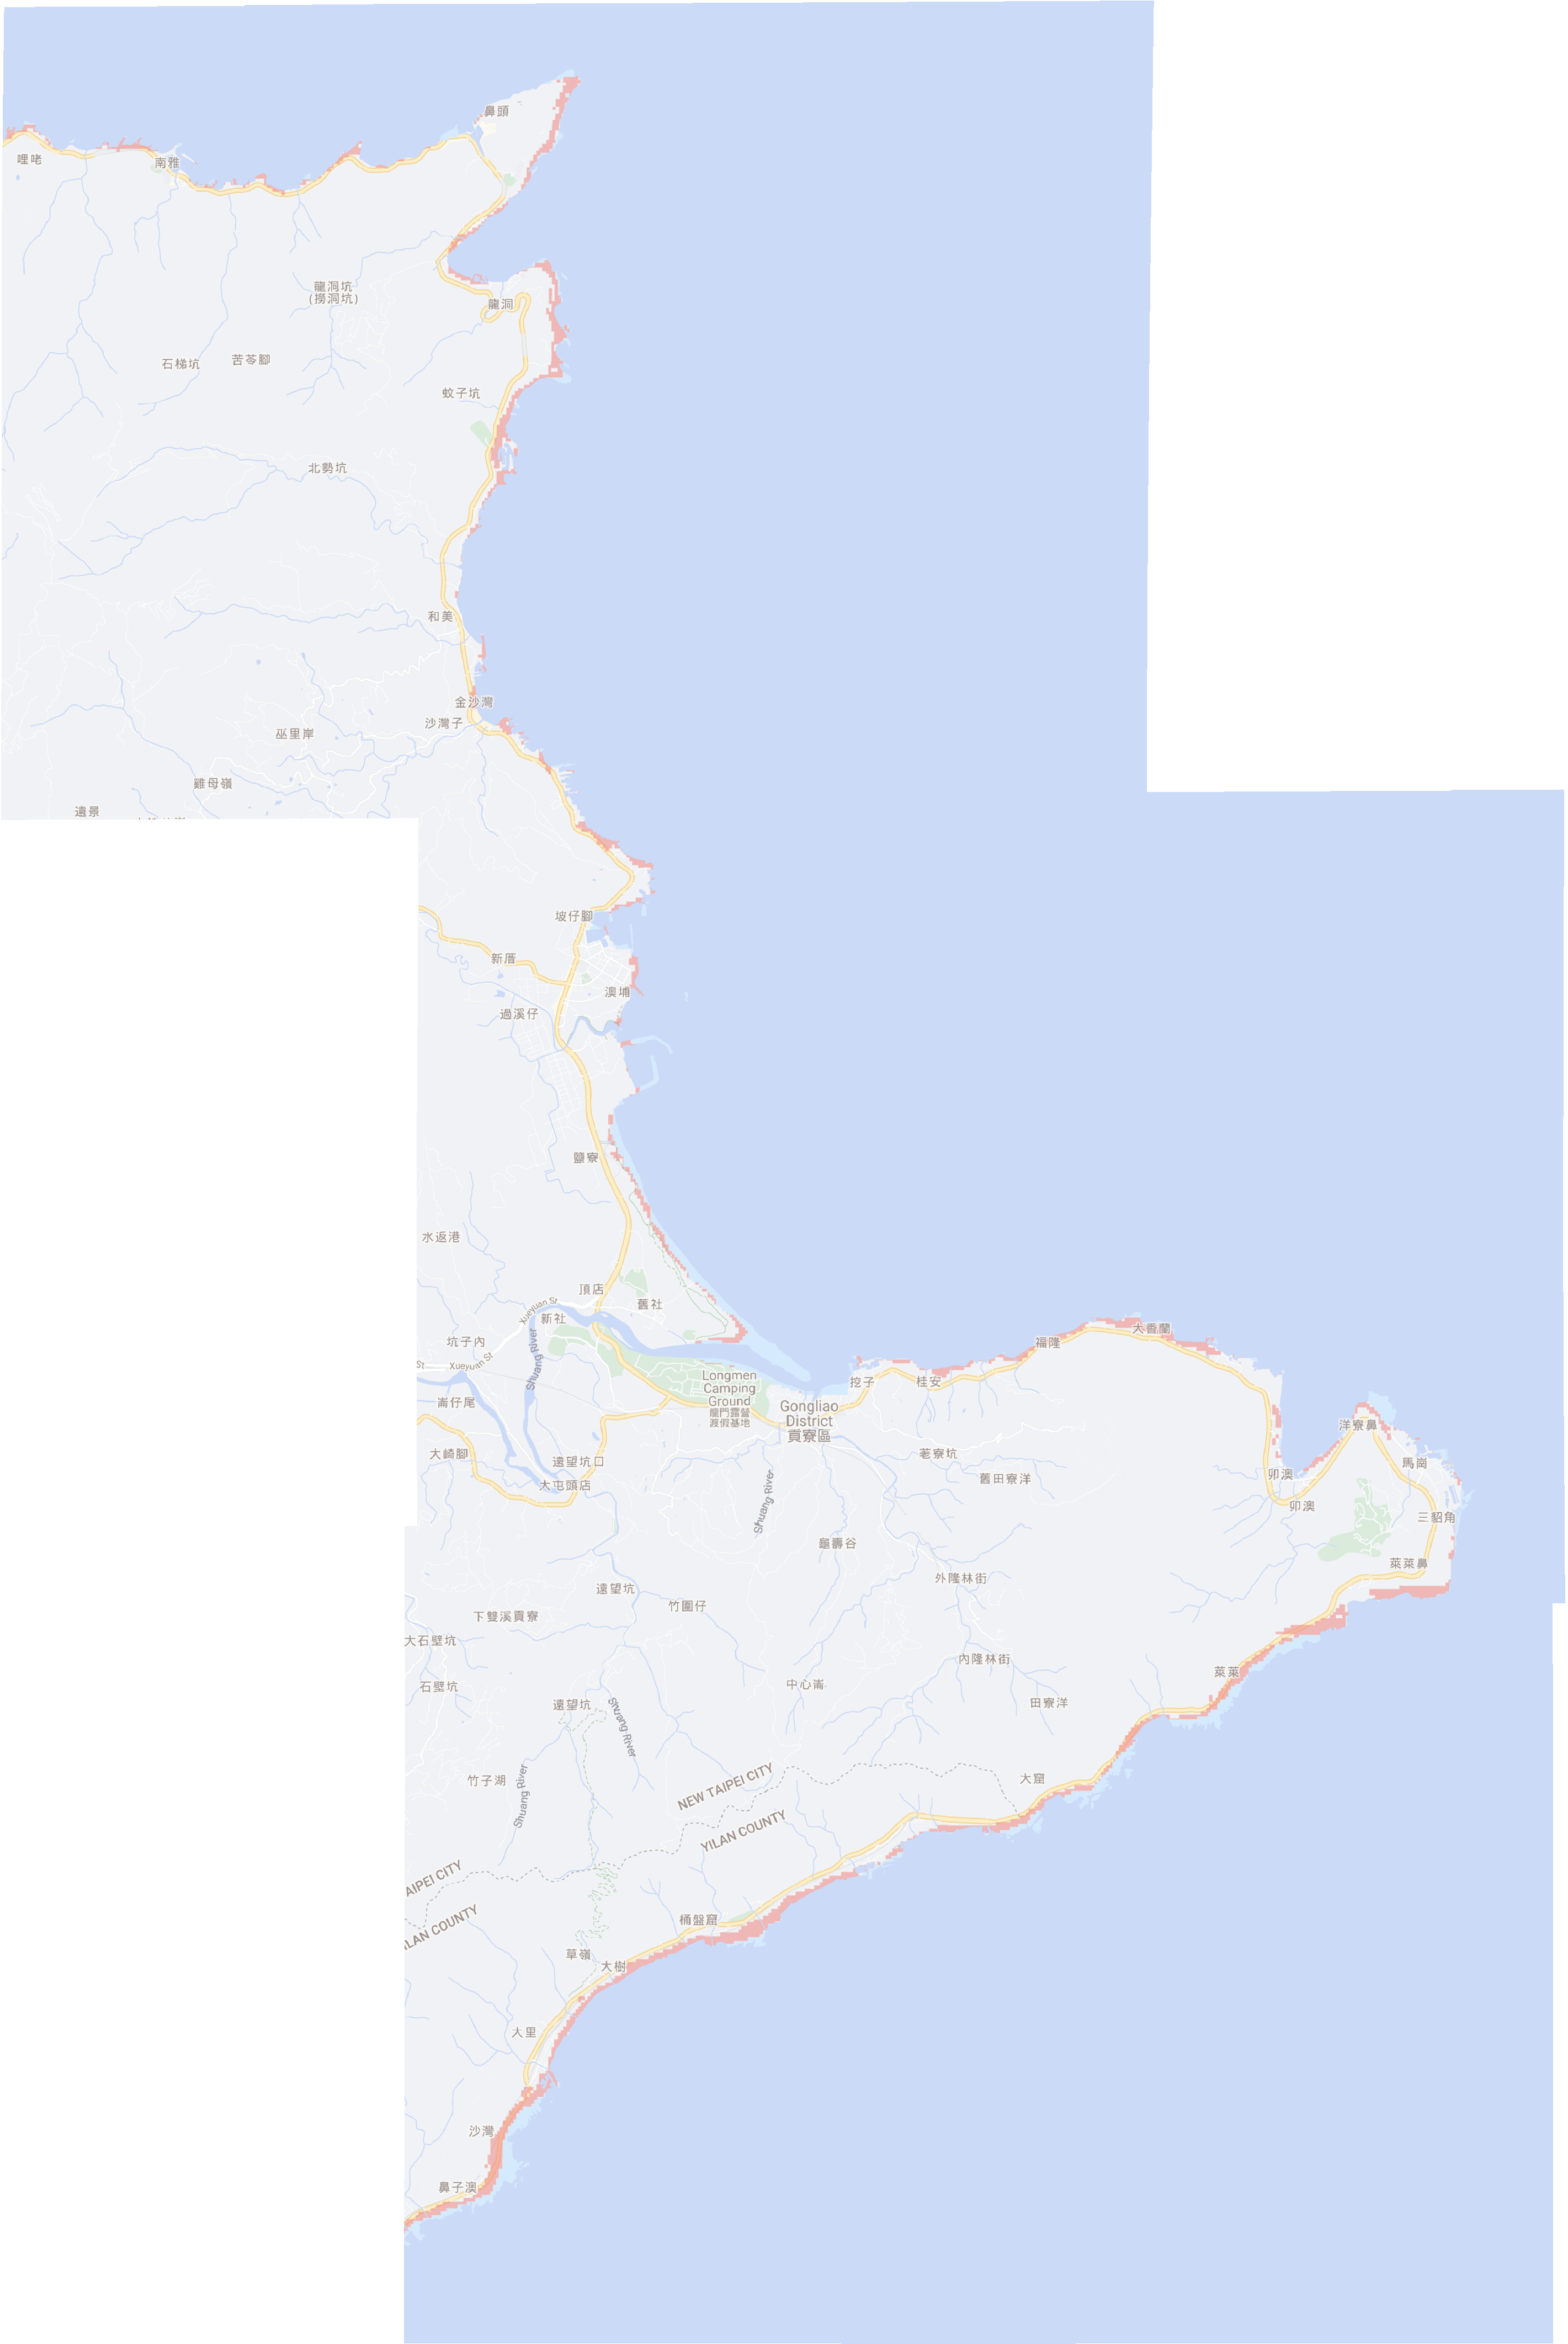 鼻頭
哩咾
南雅
龍洞坑
(撈洞坑)
龍洞
石梯坑
苦苓腳
蚊子坑
北勢坑
和美
金沙灣
沙灣子
巫里岸
雞母嶺
遠景
坡仔腳
新厝
澳埔
過溪仔
鹽寮
水返港
頂店
Xueyuan St
舊社
新社
Shuang River
坑子內
St
Xueyuan St
福隆
大香蘭
挖子
桂安
Longmen
Camping
Ground
龍門露營
渡假基地
Gongliao
District
貢寮區
崙仔尾
洋寮鼻
大崎腳
遠望坑口
荖寮坑
馬崗
卯澳
舊田寮洋
大屯頭店
Shuang River
卯澳
三貂角
龜壽谷
萊萊鼻
外隆林街
遠望坑
竹圍仔
下雙溪貢寮
大石壁坑
內隆林街
萊萊
石壁坑
中心崙
遠望坑
Shuang River
田寮洋
竹子湖
Shuang River
NEW TAIPEI CITY
大窟
YILAN COUNTY
AIPEI CITY
ILAN COUNTY
桶盤窟
草嶺
大樹
大里
沙灣
鼻子澳